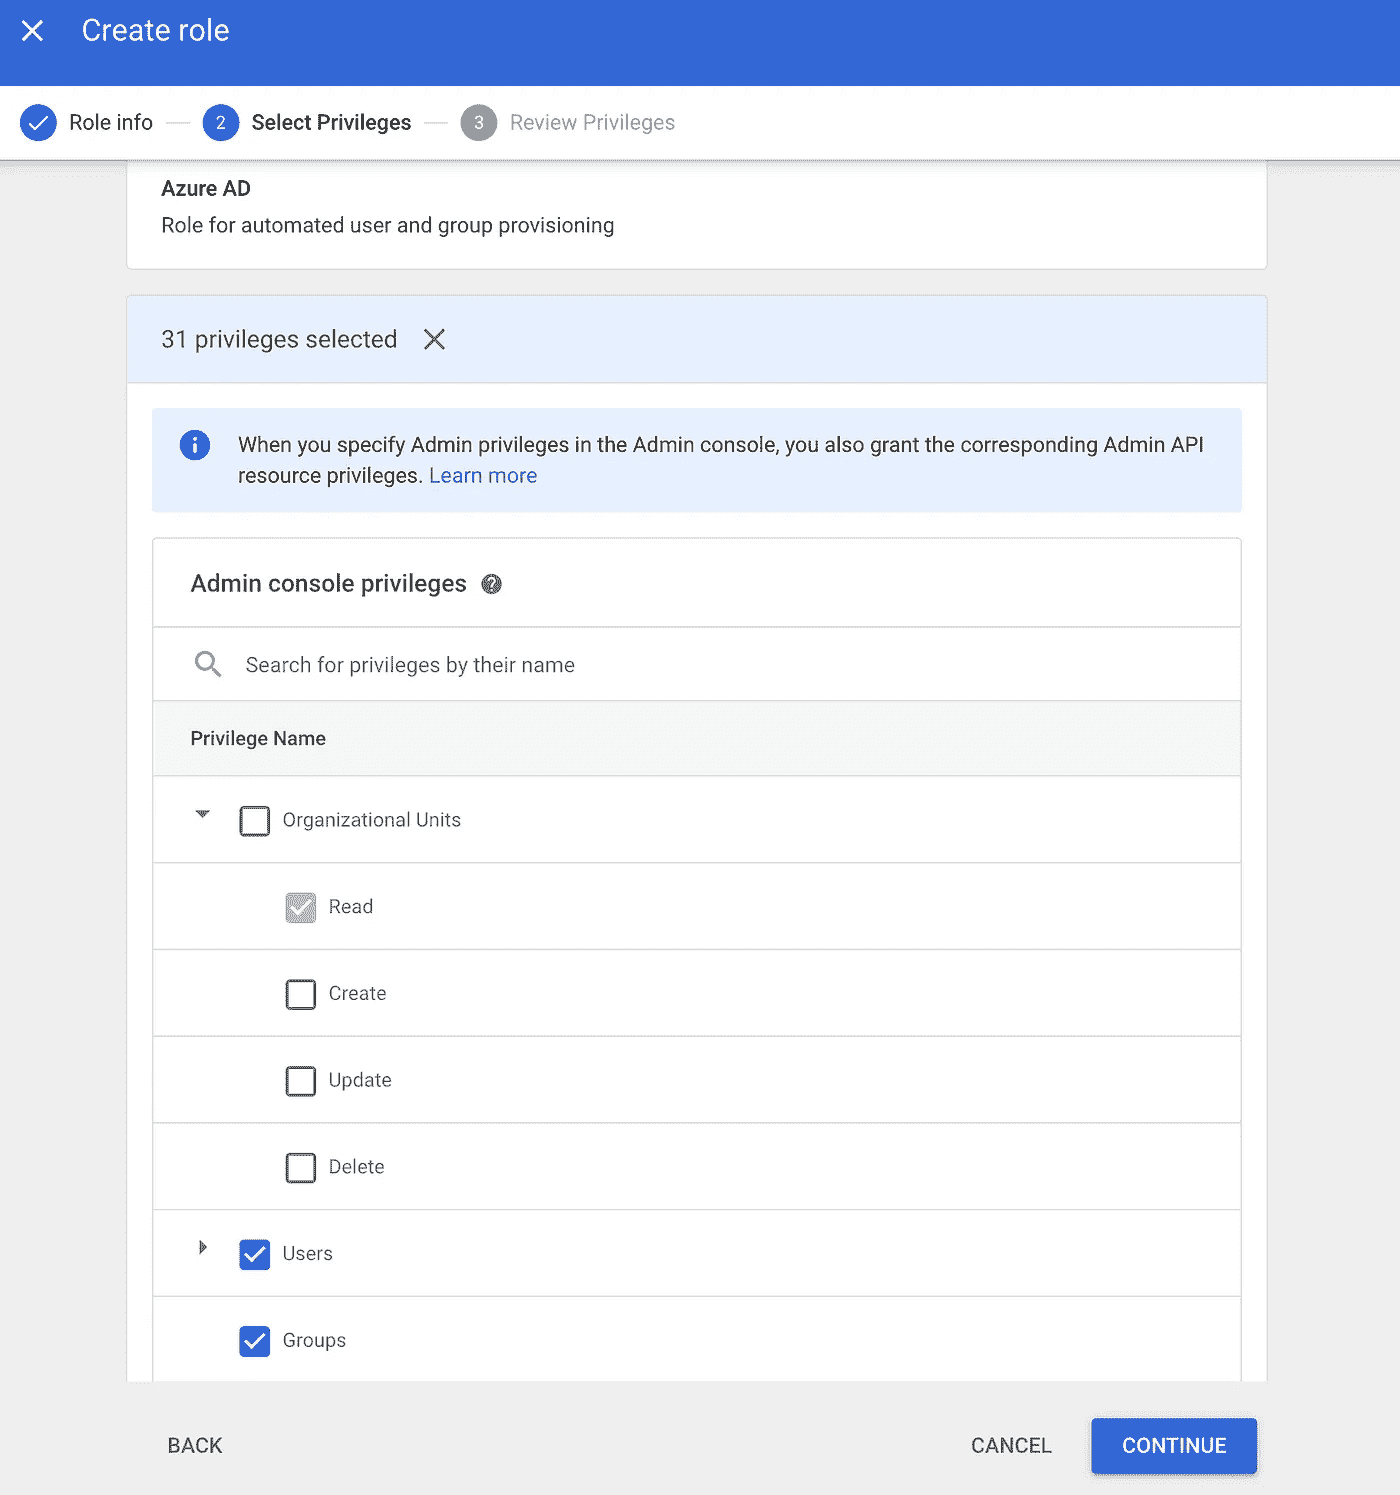 Create role
Role info
2 Select Privileges
3 Review Privileges
Azure AD
Role for automated user and group provisioning
31 privileges selected
When you specify Admin privileges in the Admin console, you also grant the corresponding Admin API
resource privileges. Learn more
Admin console privileges
Search for privileges by their name
Privilege Name
Organizational Units
Read
Create
Update
Delete
Users
Groups
BACK CANCEL CONTINUE